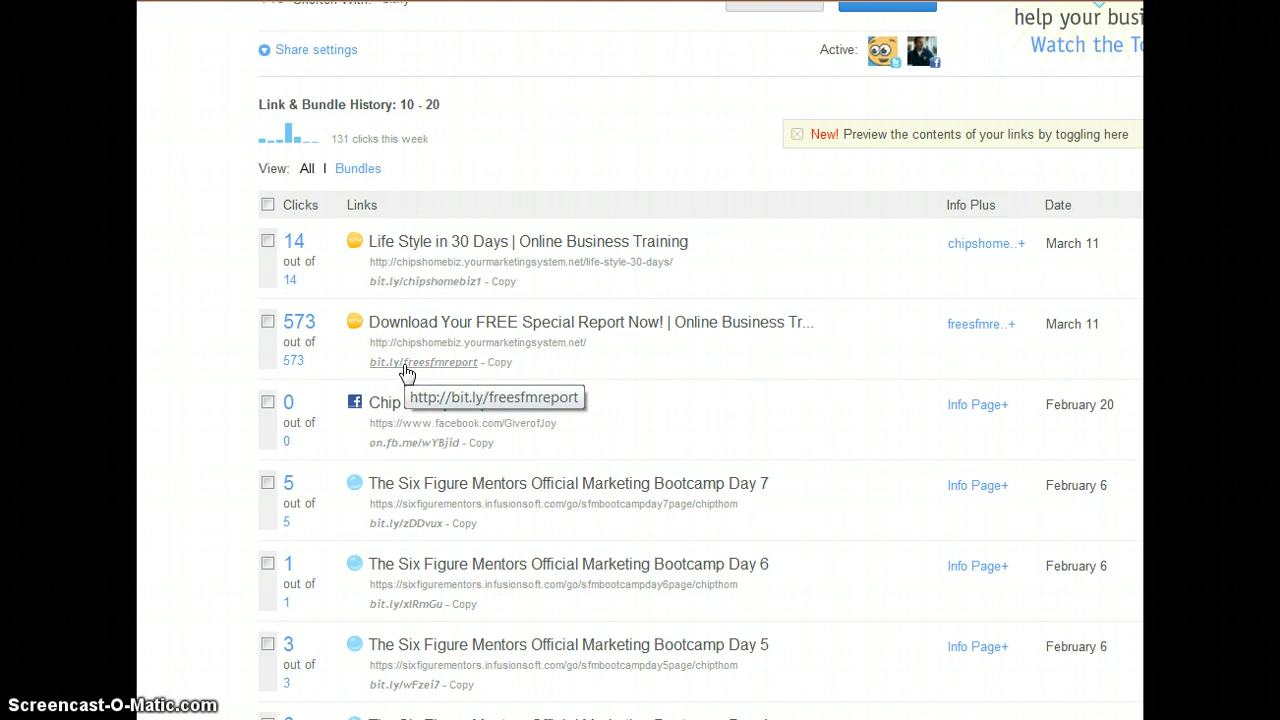 help your busi
Watch the To
Share settings
Active:
Link & Bundle History: 10 - 20
131 clicks this week
New! Preview the contents of your links by toggling here
View: All | Bundles
Clicks Links Info Plus Date
14 Life Style in 30 Days | Online Business Training chipshome..+ March 11
out of http://chipshomebiz.yourmarketingsystem.net/life-style-30-days/
14 bit.ly/chipshomebiz1 - Copy
573 Download Your FREE Special Report Now! | Online Business Tr... freesfmre..+ March 11
out of http://chipshomebiz.yourmarketingsystem.net/
573 bit.ly/freesfmreport - Copy
http://bit.ly/freesfmreport
0 Chip Info Page+ February 20
out of https://www.facebook.com/GiverofJoy
0 on.fb.me/wYBjid - Copy
5 The Six Figure Mentors Official Marketing Bootcamp Day 7 Info Page+ February 6
out of https://sixfigurementors.infusionsoft.com/go/sfmbootcampday7page/chipthom
5 bit.ly/zDDvux - Copy
1 The Six Figure Mentors Official Marketing Bootcamp Day 6 Info Page+ February 6
out of https://sixfigurementors.infusionsoft.com/go/sfmbootcampday6page/chipthom
1 bit.ly/xIRmGu - Copy
3 The Six Figure Mentors Official Marketing Bootcamp Day 5 Info Page+ February 6
out of https://sixfigurementors.infusionsoft.com/go/sfmbootcampday5page/chipthom
3 bit.ly/wFzei7 - Copy
Screencast-O-Matic.com